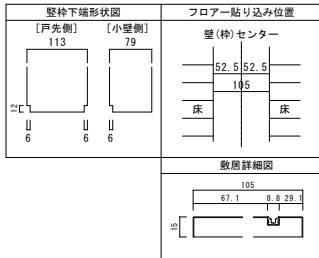 竪枠下端形状図
フロアー貼り込み位置
[戸先側]
[小壁側]
113
79
12
6
6
6
壁(枠)センター
52.5
52.5
105
床
床
敷居詳細図
105
67.1
8.8
29.1
15